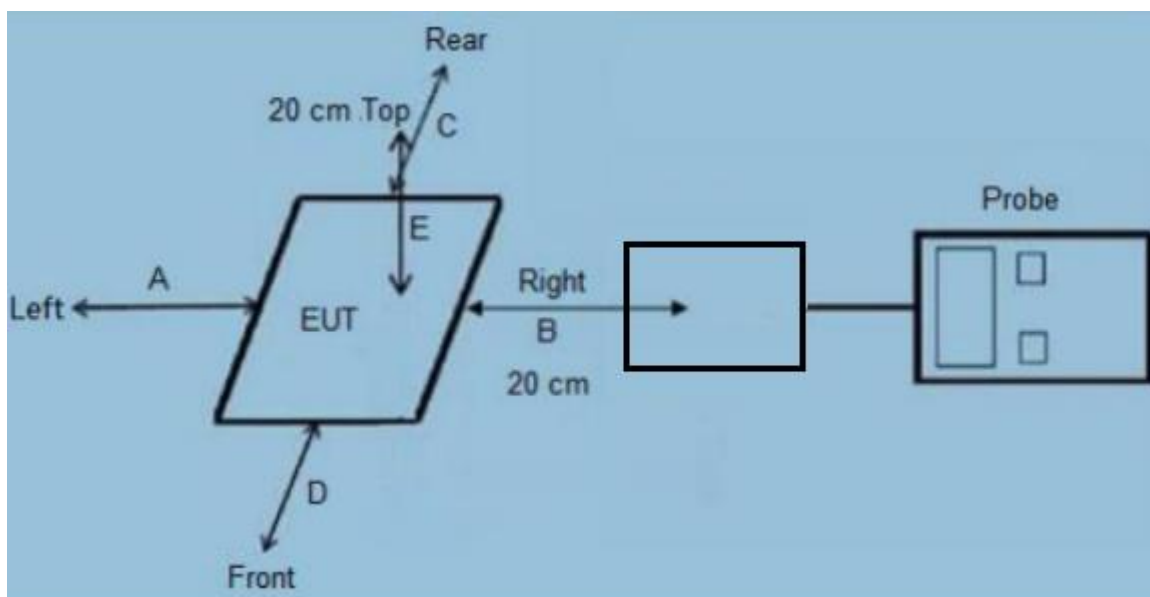 Rear
20 cm .Top
C
Probe
E
A
Right
Left
EUT
B
20 cm
D
Front